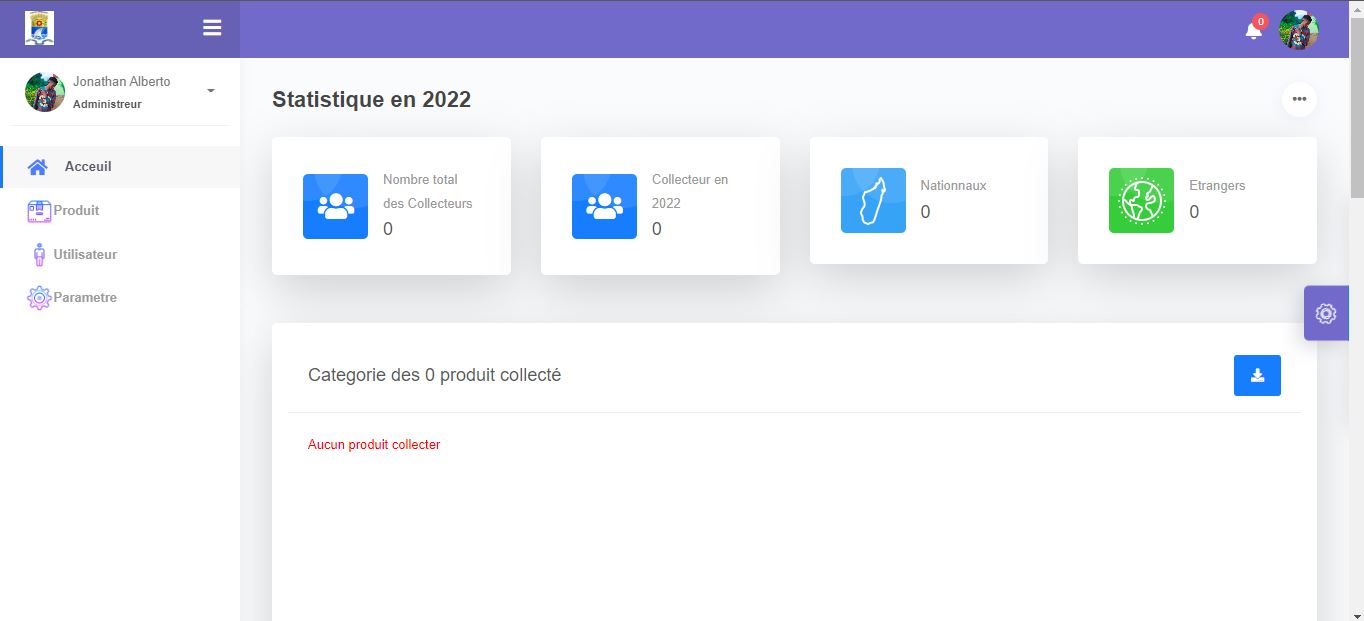 0
Jonathan Alberto
Administreur
Acceuil
Produit
Utilisateur
Parametre
Statistique en 2022
Nombre total
des Collecteurs
0
Collecteur en
2022
0
Nationnaux
0
Etrangers
0
Categorie des 0 produit collecté
Aucun produit collecter